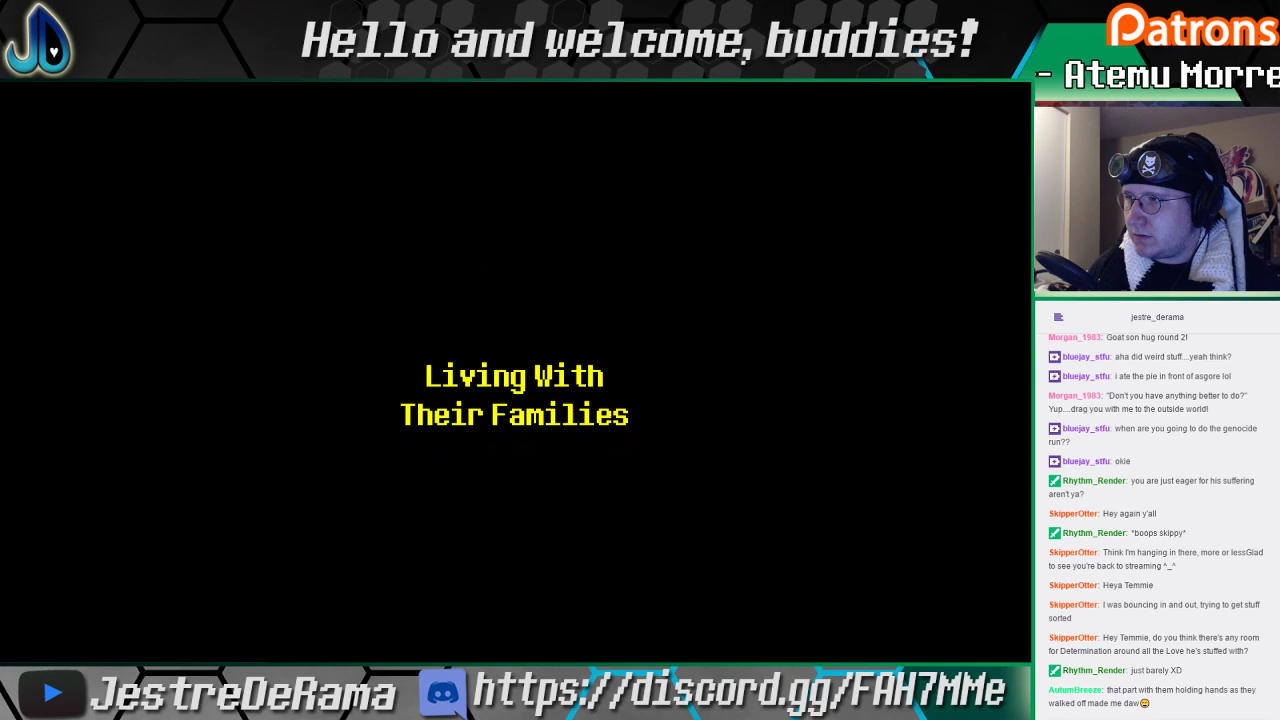 Hello and welcome, buddies!
Patrons
- Atemu Morre
JD
Living With
Their Families
jestre_derama
Morgan_1983: Goat son hug round 2!
bluejay_stfu: aha did weird stuff....yeah think?
bluejay_stfu: i ate the pie in front of asgore lol
Morgan_1983: "Don't you have anything better to do?"
Yup....drag you with me to the outside world!
bluejay_stfu: when are you going to do the genocide
run??
bluejay_stfu: okie
Rhythm_Render: you are just eager for his suffering
aren't ya?
SkipperOtter: Hey again y'all
Rhythm_Render: *boops skippy*
SkipperOtter: Think I'm hanging in there, more or lessGlad
to see you're back to streaming ^_^
SkipperOtter: Heya Temmie
SkipperOtter: I was bouncing in and out, trying to get stuff
sorted
SkipperOtter: Hey Temmie, do you think there's any room
for Determination around all the Love he's stuffed with?
Rhythm_Render: just barely XD
AutumBreeze: that part with them holding hands as they
walked off made me daw😄
JestreDeRama
https://discord.gg/FAH7MMe